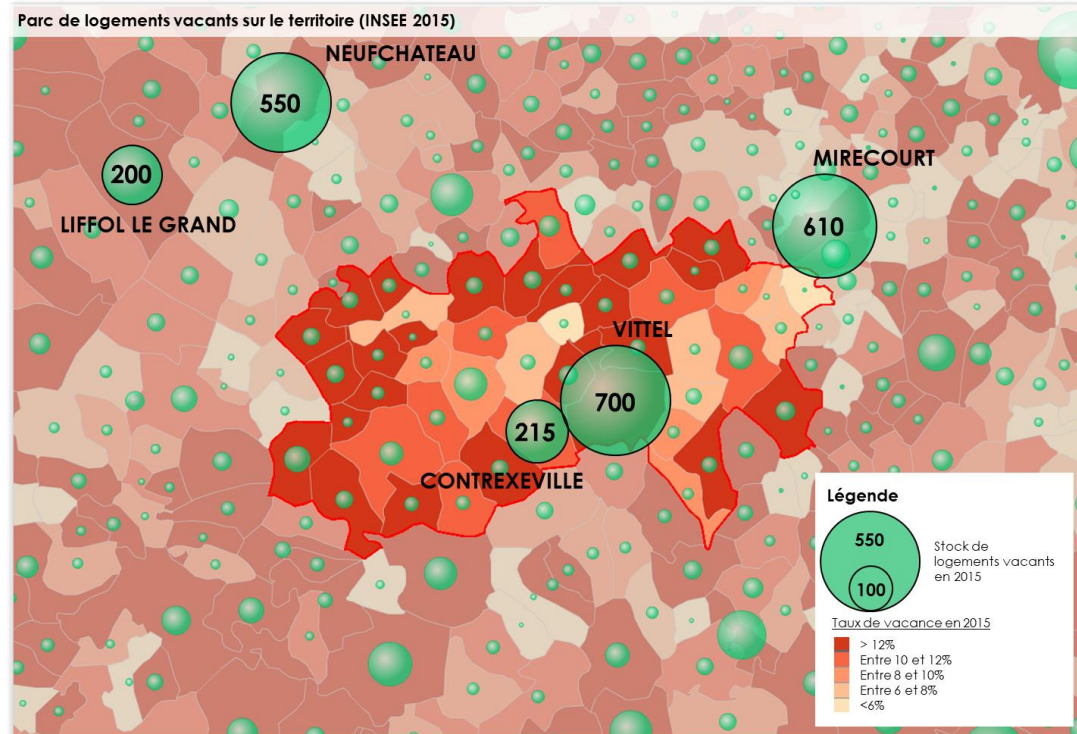 Parc de logements vacants sur le territoire (INSEE 2015)
NEUFCHATEAU
550
200
LIFFOL LE GRAND
MIRECOURT
610
VITTEL
700
215
CONTREXEVILLE
Légende
550
100
Stock de
logements vacants
en 2015
Taux de vacance en 2015
> 12%
Entre 10 et 12%
Entre 8 et 10%
Entre 6 et 8%
<6%